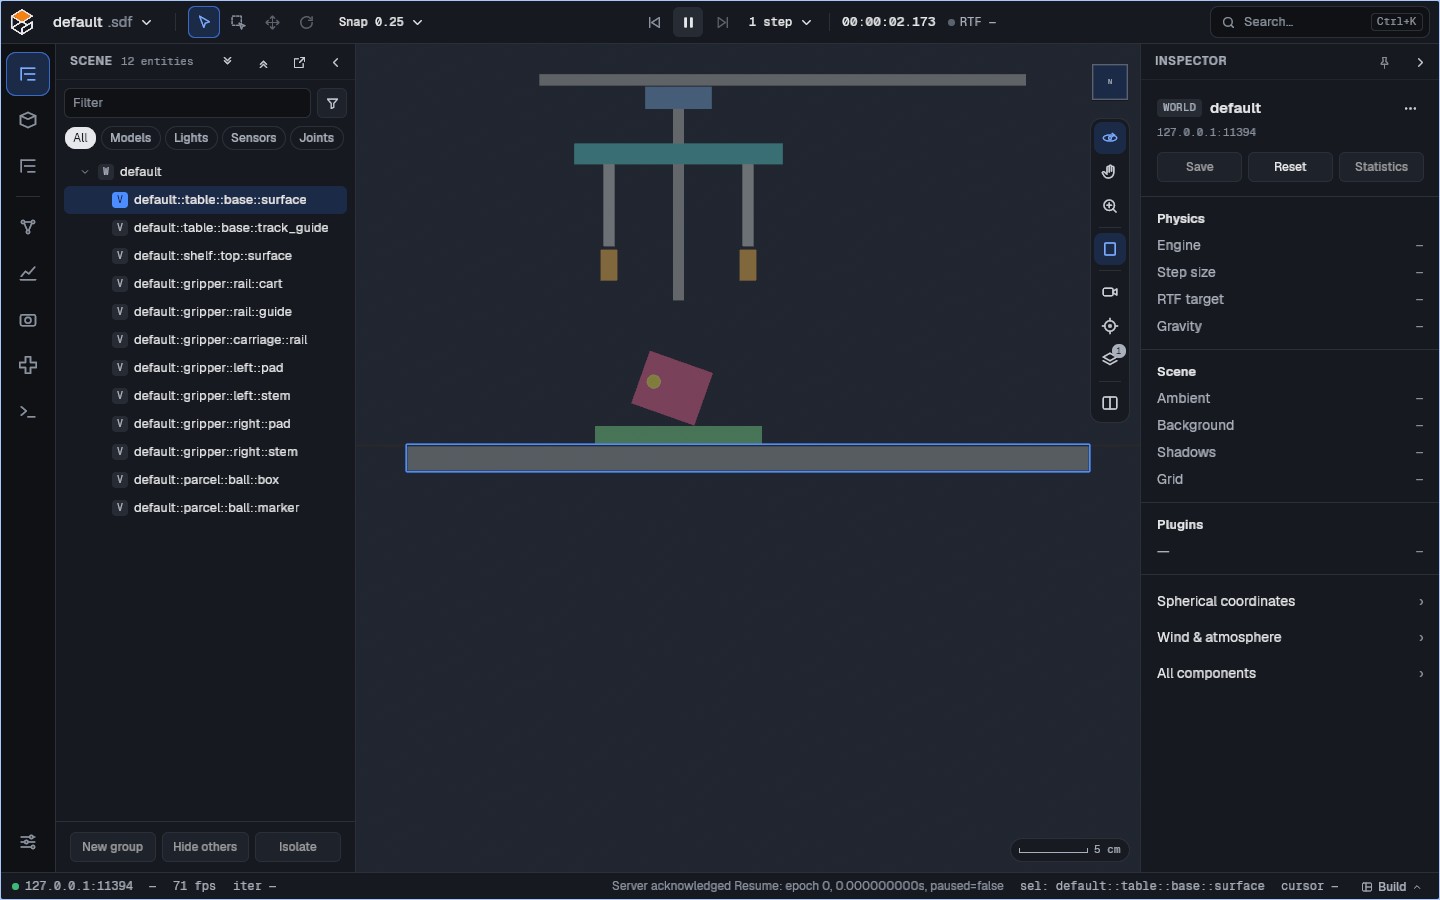 default .sdf
Snap 0.25
1 step
00:00:02.173
RTF –
Search...
Ctrl+K
SCENE 12 entities
Filter
All
Models
Lights
Sensors
Joints
W default
V default::table::base::surface
V default::table::base::track_guide
V default::shelf::top::surface
V default::gripper::rail::cart
V default::gripper::rail::guide
V default::gripper::carriage::rail
V default::gripper::left::pad
V default::gripper::left::stem
V default::gripper::right::pad
V default::gripper::right::stem
V default::parcel::ball::box
V default::parcel::ball::marker
New group
Hide others
Isolate
N
1
5 cm
INSPECTOR
WORLD default
127.0.0.1:11394
Save
Reset
Statistics
Physics
Engine –
Step size –
RTF target –
Gravity –
Scene
Ambient –
Background –
Shadows –
Grid –
Plugins
— –
Spherical coordinates ›
Wind & atmosphere ›
All components ›
127.0.0.1:11394 – 71 fps iter –
Server acknowledged Resume: epoch 0, 0.000000000s, paused=false
sel: default::table::base::surface
cursor –
Build